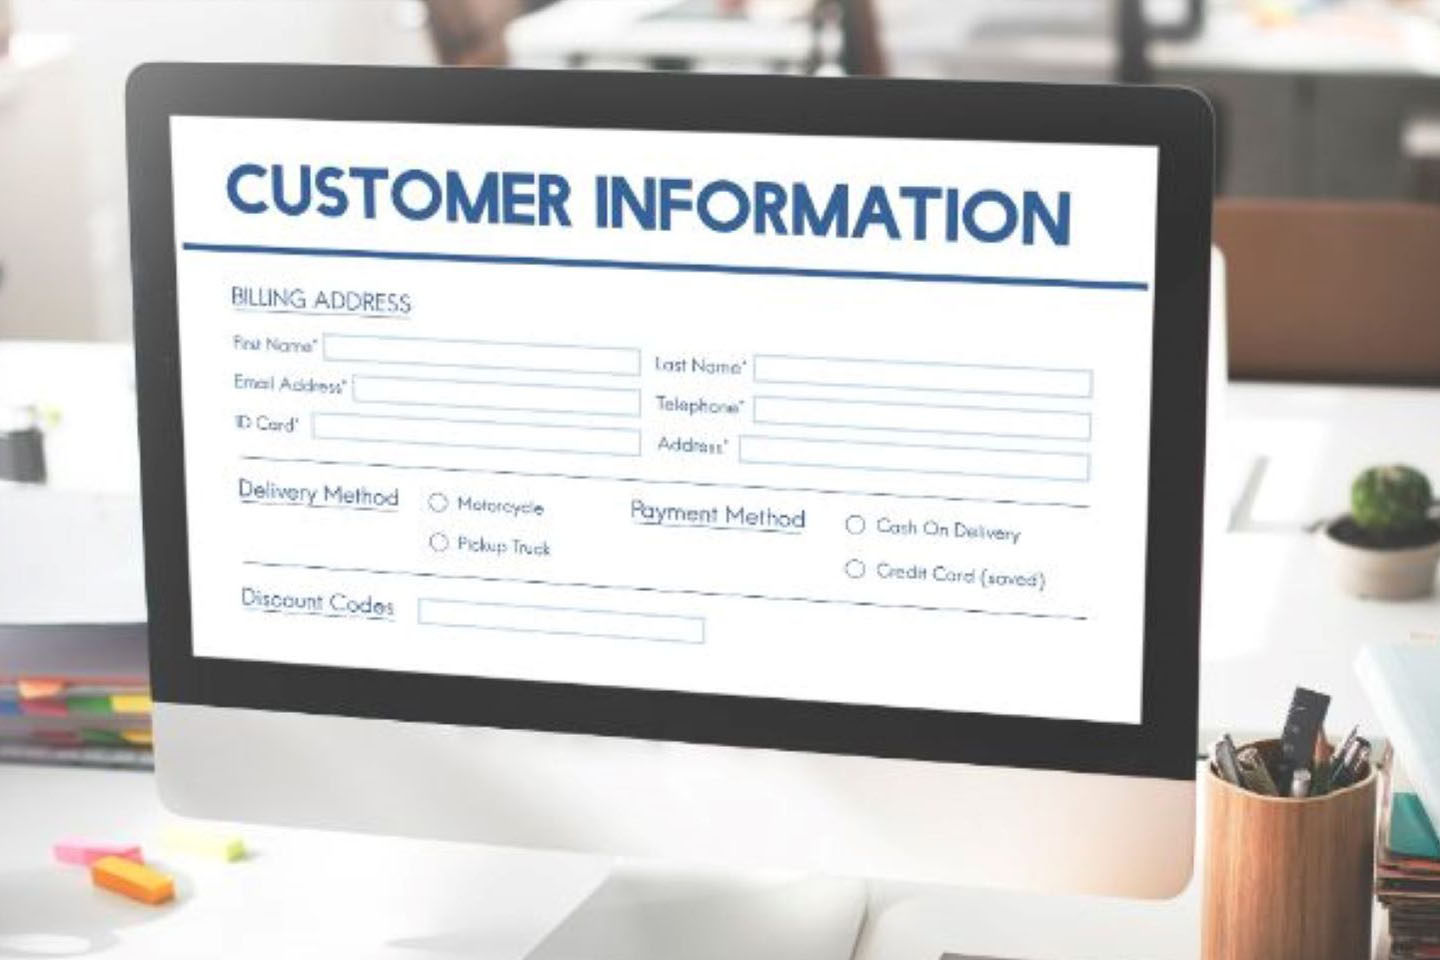 CUSTOMER INFORMATION
BILLING ADDRESS
First Name* Last Name*
Email Address* Telephone*
ID Card* Address*
Delivery Method Motorcycle Payment Method Cash On Delivery
Pickup Truck Credit Card (saved)
Discount Codes